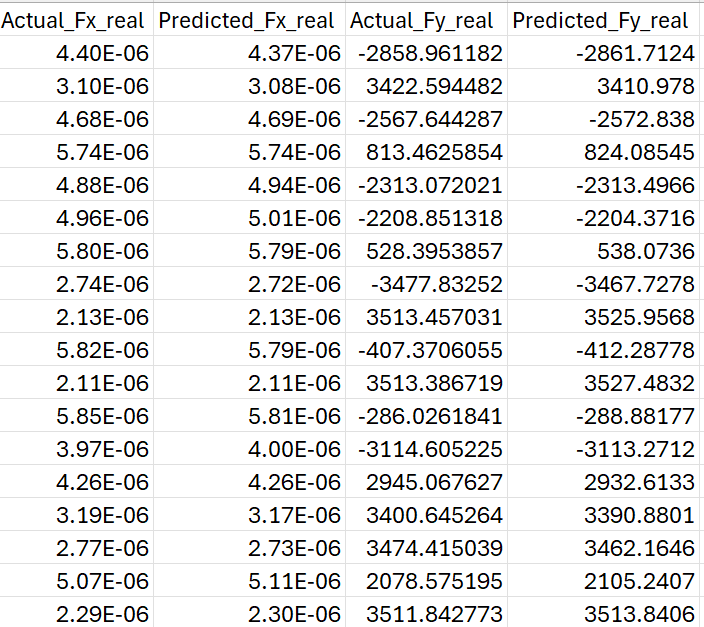 Actual_Fx_real Predicted_Fx_real Actual_Fy_real Predicted_Fy_real
4.40E-06 4.37E-06 -2858.961182 -2861.7124
3.10E-06 3.08E-06 3422.594482 3410.978
4.68E-06 4.69E-06 -2567.644287 -2572.838
5.74E-06 5.74E-06 813.4625854 824.08545
4.88E-06 4.94E-06 -2313.072021 -2313.4966
4.96E-06 5.01E-06 -2208.851318 -2204.3716
5.80E-06 5.79E-06 528.3953857 538.0736
2.74E-06 2.72E-06 -3477.83252 -3467.7278
2.13E-06 2.13E-06 3513.457031 3525.9568
5.82E-06 5.79E-06 -407.3706055 -412.28778
2.11E-06 2.11E-06 3513.386719 3527.4832
5.85E-06 5.81E-06 -286.0261841 -288.88177
3.97E-06 4.00E-06 -3114.605225 -3113.2712
4.26E-06 4.26E-06 2945.067627 2932.6133
3.19E-06 3.17E-06 3400.645264 3390.8801
2.77E-06 2.73E-06 3474.415039 3462.1646
5.07E-06 5.11E-06 2078.575195 2105.2407
2.29E-06 2.30E-06 3511.842773 3513.8406